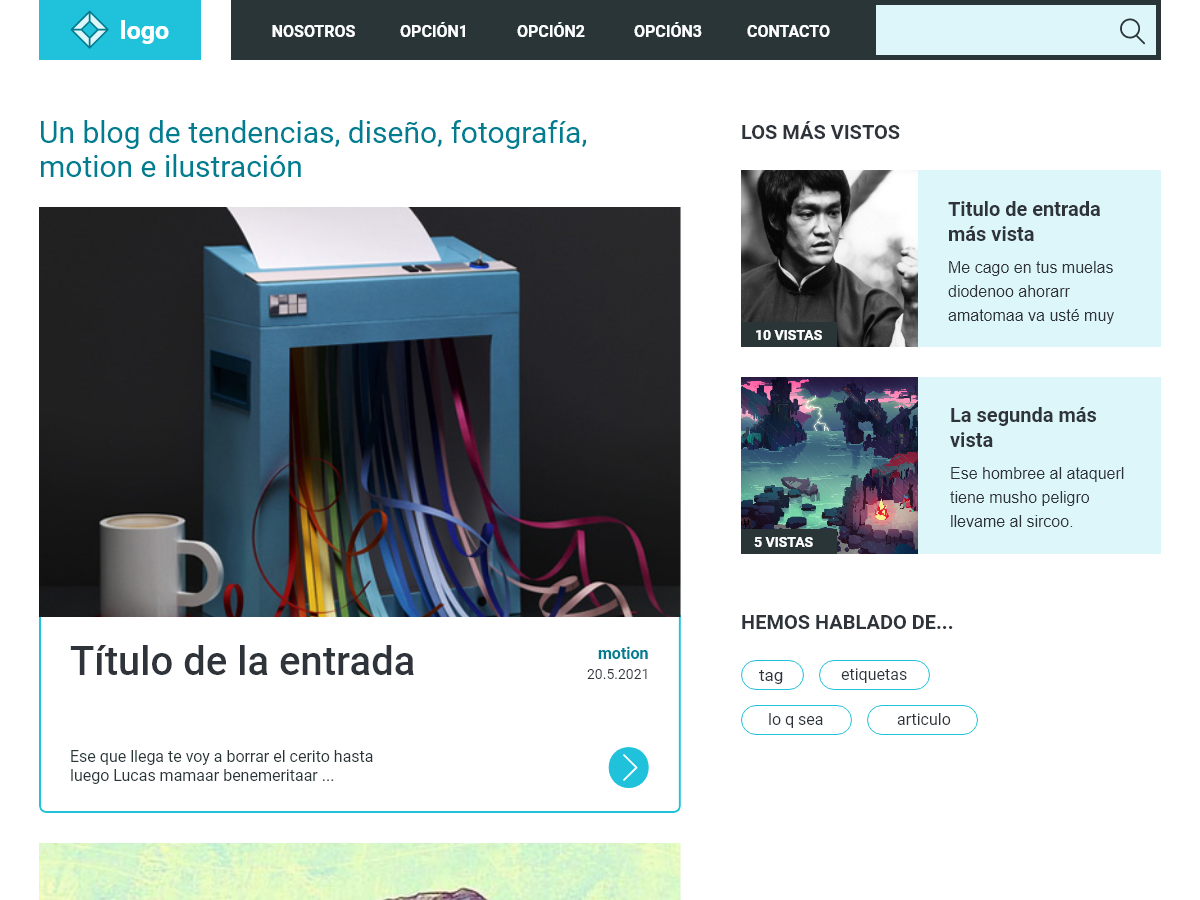 logo
NOSOTROS
OPCIÓN1
OPCIÓN2
OPCIÓN3
CONTACTO
Un blog de tendencias, diseño, fotografía,
motion e ilustración
Título de la entrada
motion
20.5.2021
Ese que llega te voy a borrar el cerito hasta
luego Lucas mamaar benemeritaar ...
LOS MÁS VISTOS
10 VISTAS
Titulo de entrada
más vista
Me cago en tus muelas
diodenoo ahorarr
amatomaa va usté muy
5 VISTAS
La segunda más
vista
Ese hombree al ataquerl
tiene musho peligro
llevame al sircoo.
HEMOS HABLADO DE...
tag
etiquetas
lo q sea
articulo